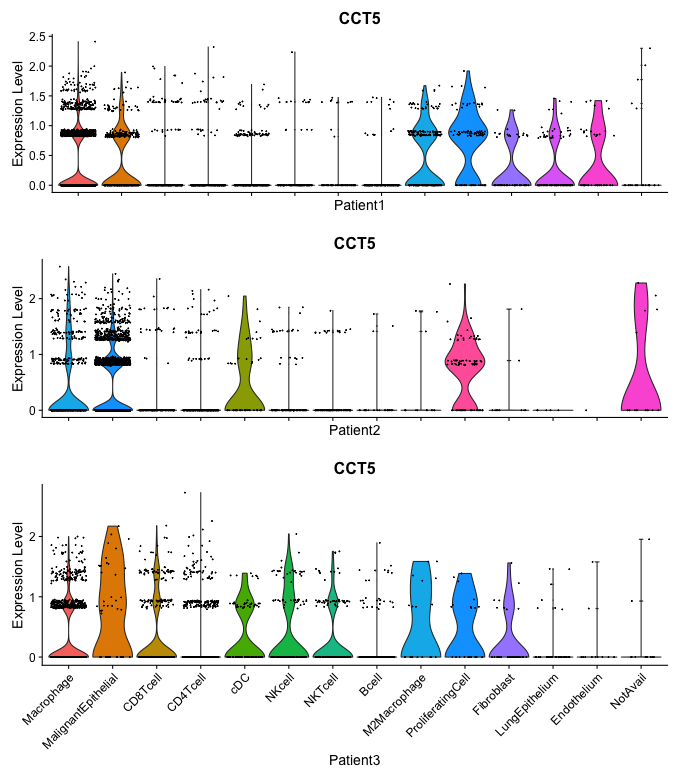 CCT5
Expression Level
2.5
2.0
1.5
1.0
0.5
0.0
Patient1
CCT5
Expression Level
2
1
0
Patient2
CCT5
Expression Level
2
1
0
Macrophage
MalignantEpithelial
CD8Tcell
CD4Tcell
cDC
NKcell
NKTcell
Bcell
M2Macrophage
ProliferatingCell
Fibroblast
LungEpithelium
Endothelium
NotAvail
Patient3